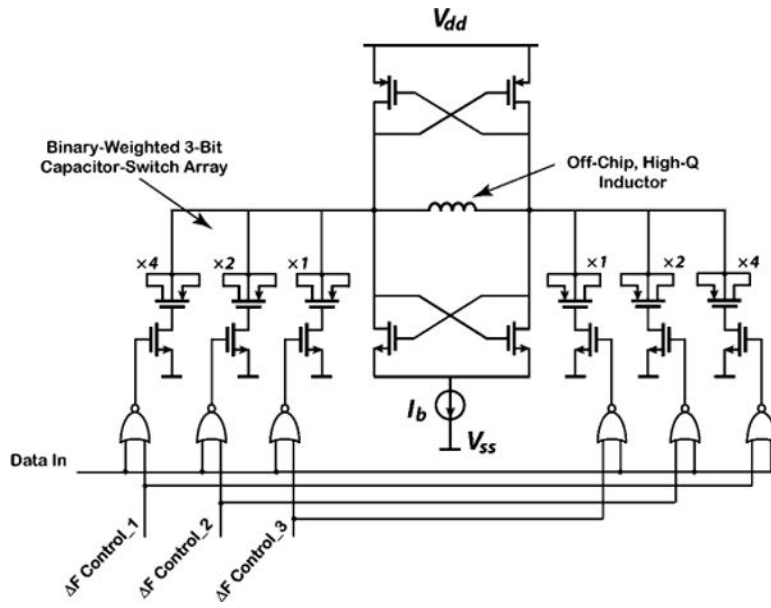 Vdd
Binary-Weighted 3-Bit
Capacitor-Switch Array
Off-Chip, High-Q
Inductor
×4
×2
×1
×1
×2
×4
Ib
Vss
Data In
ΔF Control_1
ΔF Control_2
ΔF Control_3